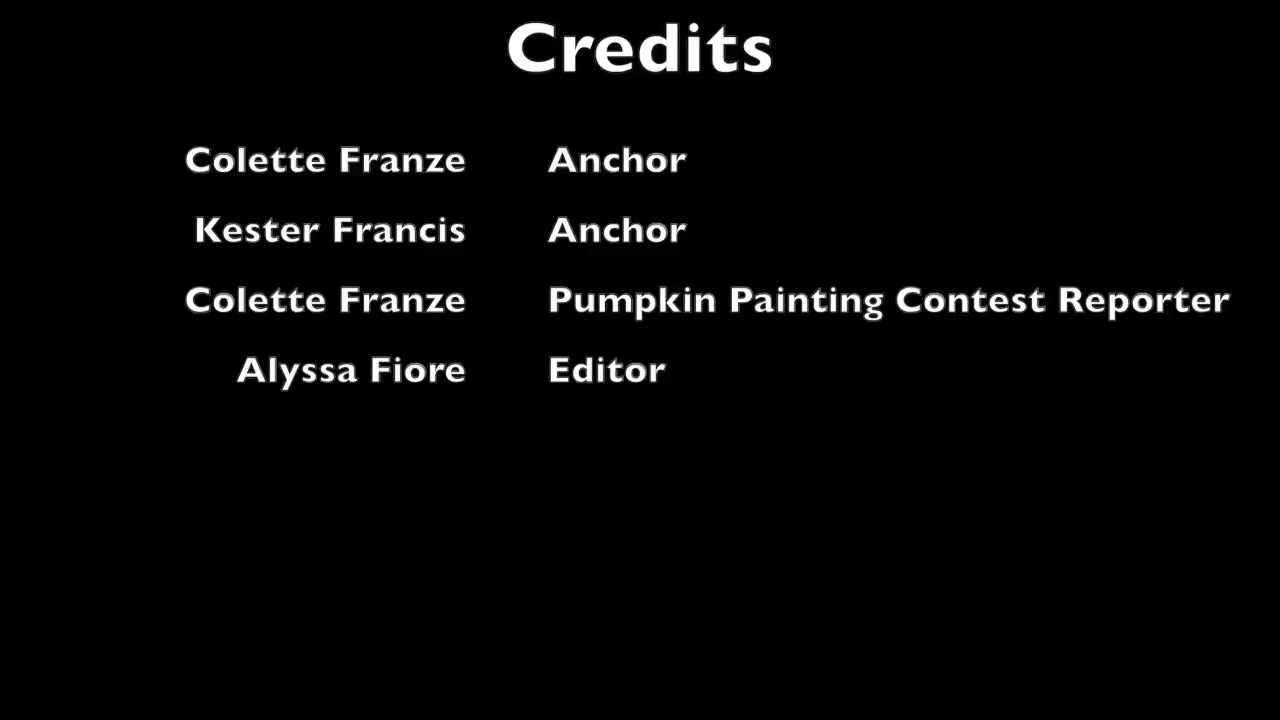 Credits
Colette Franze Anchor
Kester Francis Anchor
Colette Franze Pumpkin Painting Contest Reporter
Alyssa Fiore Editor